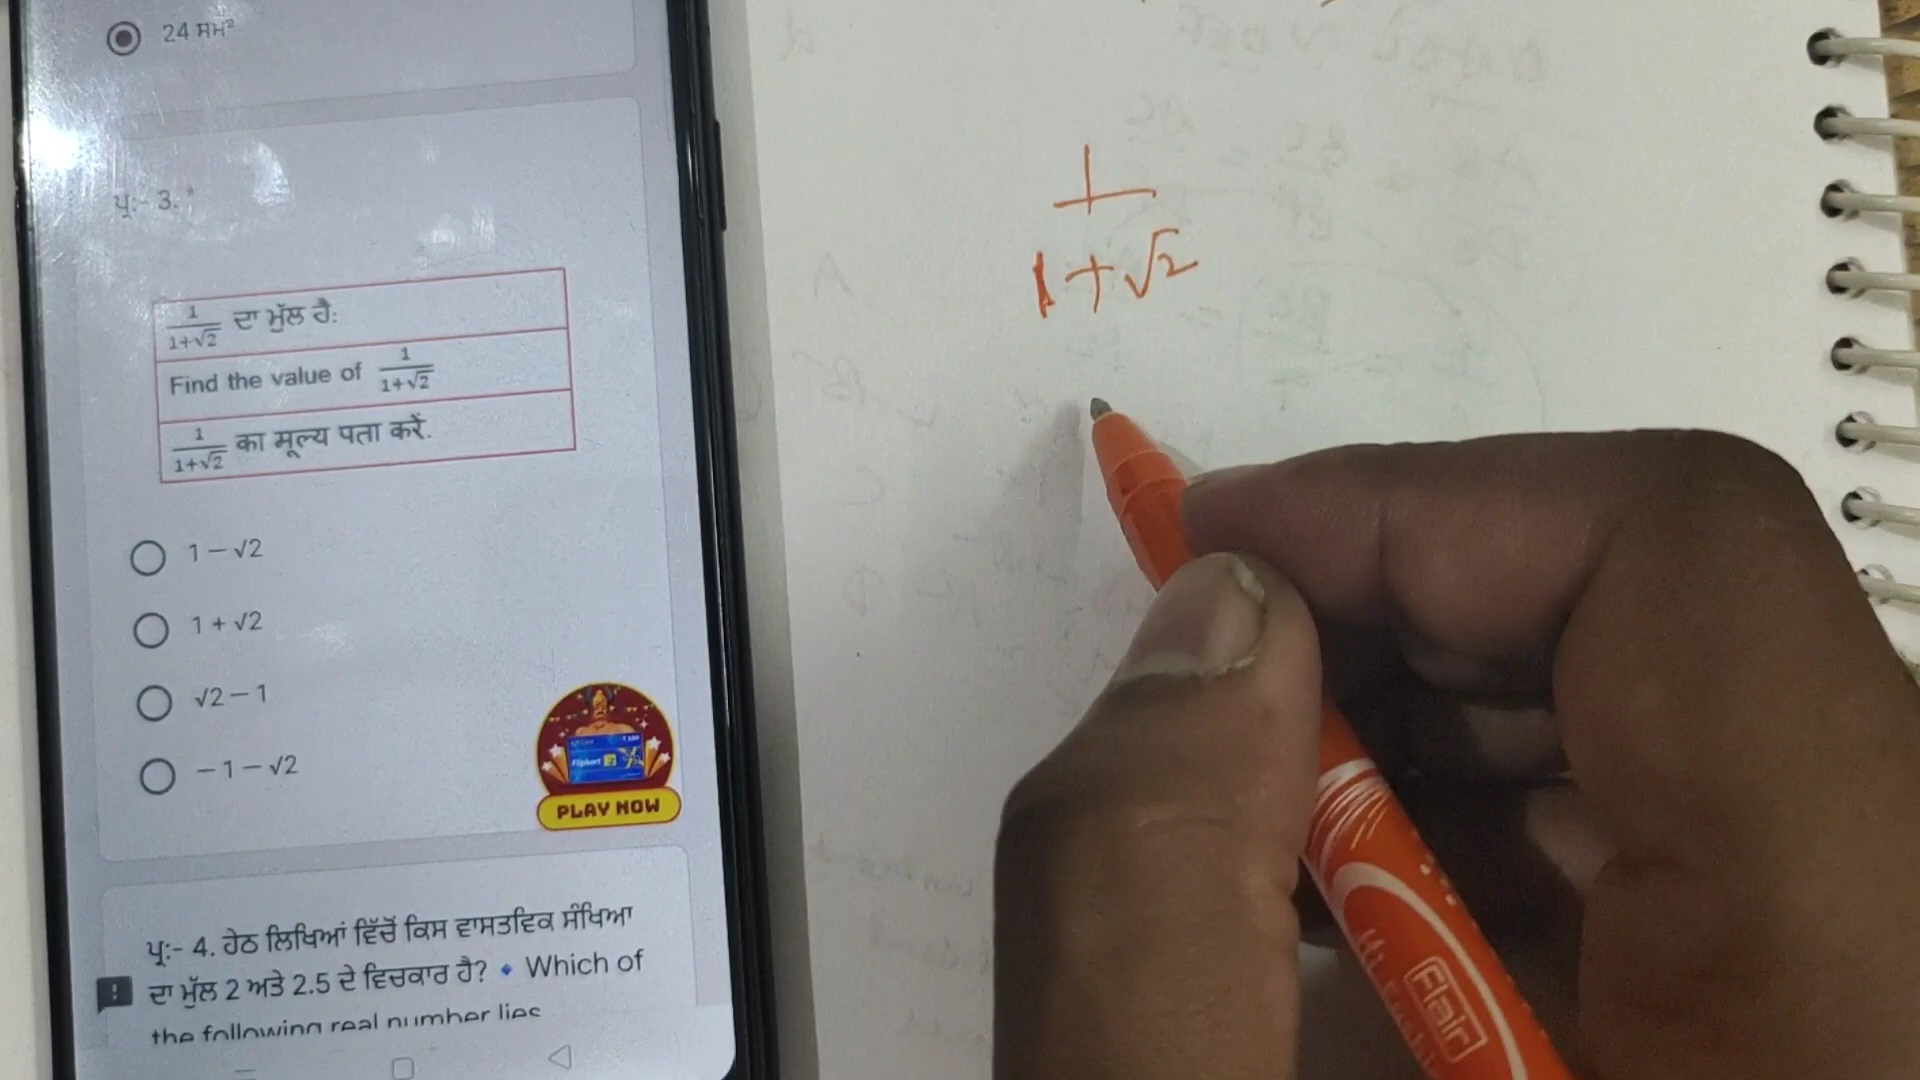 24 ਸਮ²
ਪ੍ਰ:- 3. *
1/(1+√2) ਦਾ ਮੁੱਲ ਹੈ:
Find the value of 1/(1+√2)
1/(1+√2) का मूल्य पता करें.
1 – √2
1 + √2
√2 – 1
– 1 – √2
PLAY NOW
ਪ੍ਰ:- 4. ਹੇਠ ਲਿਖਿਆਂ ਵਿੱਚੋਂ ਕਿਸ ਵਾਸਤਵਿਕ ਸੰਖਿਆ
ਦਾ ਮੁੱਲ 2 ਅਤੇ 2.5 ਦੇ ਵਿਚਕਾਰ ਹੈ? • Which of
the following real number lies
1
1+√2
Flair